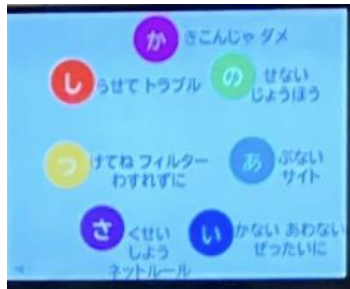 かきこんじゃ ダメ
しらせて トラブル
のせない
じょうほう
つけてね フィルター
わすれずに
あぶない
サイト
さくせい
しよう
ネットルール
いかない あわない
ぜったいに